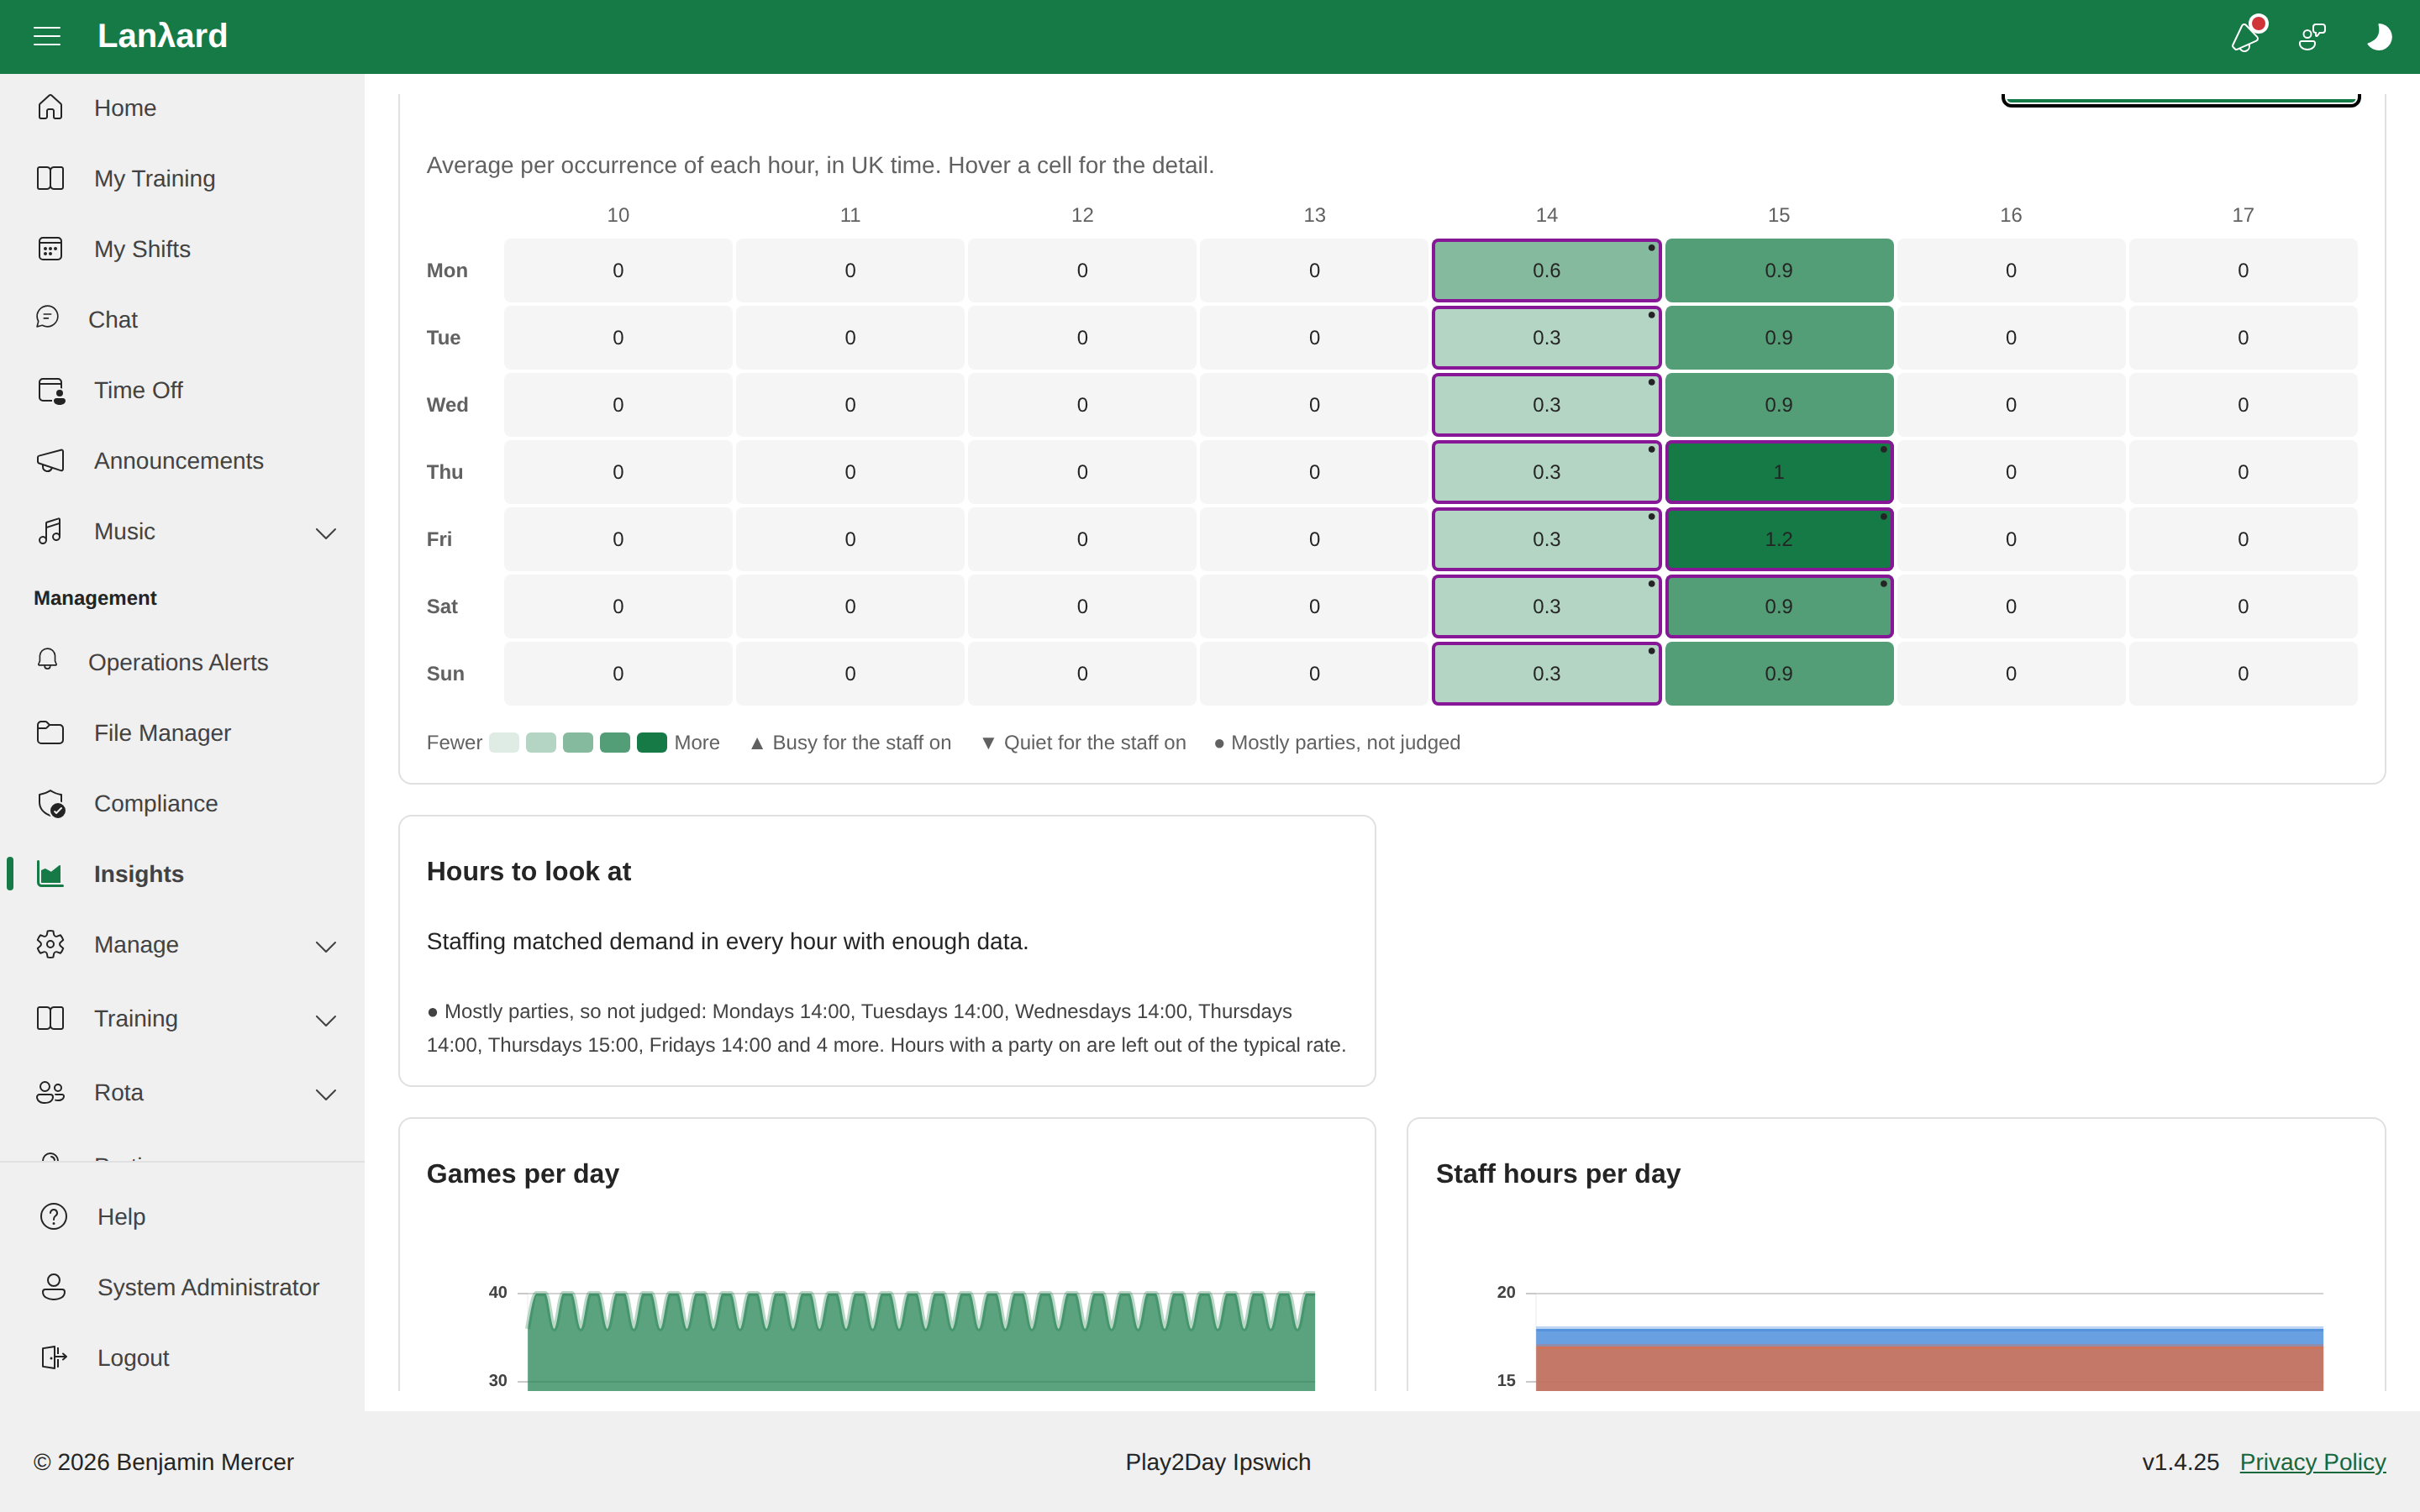 Lanλard
Home
My Training
My Shifts
Chat
Time Off
Announcements
Music
Management
Operations Alerts
File Manager
Compliance
Insights
Manage
Training
Rota
Help
System Administrator
Logout
Average per occurrence of each hour, in UK time. Hover a cell for the detail.
10 11 12 13 14 15 16 17
Mon 0 0 0 0 0.6 0.9 0 0
Tue 0 0 0 0 0.3 0.9 0 0
Wed 0 0 0 0 0.3 0.9 0 0
Thu 0 0 0 0 0.3 1 0 0
Fri 0 0 0 0 0.3 1.2 0 0
Sat 0 0 0 0 0.3 0.9 0 0
Sun 0 0 0 0 0.3 0.9 0 0
Fewer More ▲ Busy for the staff on ▼ Quiet for the staff on ● Mostly parties, not judged
Hours to look at
Staffing matched demand in every hour with enough data.
● Mostly parties, so not judged: Mondays 14:00, Tuesdays 14:00, Wednesdays 14:00, Thursdays
14:00, Thursdays 15:00, Fridays 14:00 and 4 more. Hours with a party on are left out of the typical rate.
Games per day
40
30
Staff hours per day
20
15
© 2026 Benjamin Mercer
Play2Day Ipswich
v1.4.25 Privacy Policy